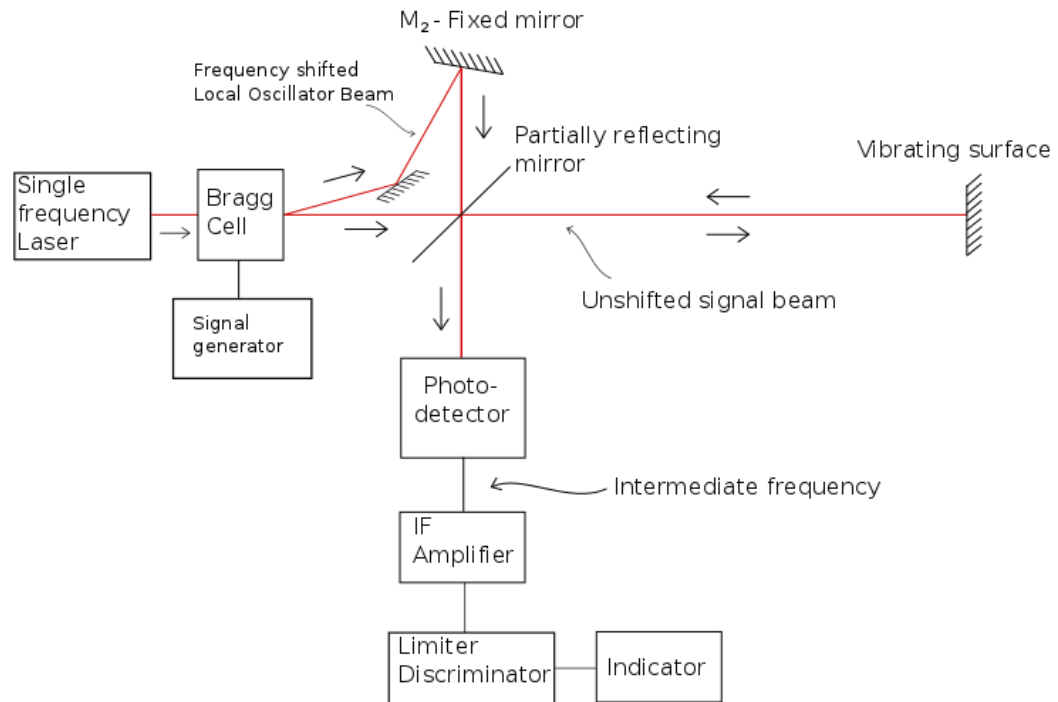 M₂- Fixed mirror
Frequency shifted
Local Oscillator Beam
Partially reflecting
mirror
Vibrating surface
Single
frequency
Laser
Bragg
Cell
Unshifted signal beam
Signal
generator
Photo-
detector
Intermediate frequency
IF
Amplifier
Limiter
Discriminator
Indicator